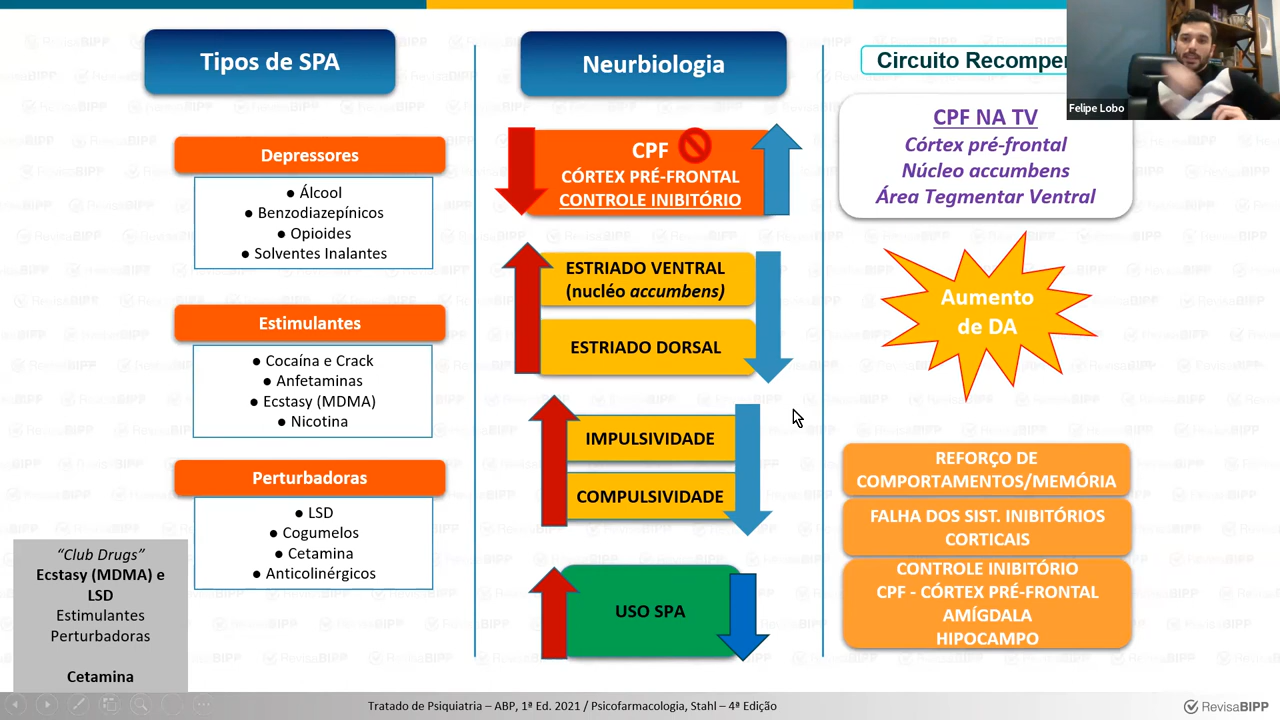 Tipos de SPA
Depressores
● Álcool
● Benzodiazepínicos
● Opioides
● Solventes Inalantes
Estimulantes
● Cocaína e Crack
● Anfetaminas
● Ecstasy (MDMA)
● Nicotina
Perturbadoras
● LSD
● Cogumelos
● Cetamina
● Anticolinérgicos
“Club Drugs”
Ecstasy (MDMA) e
LSD
Estimulantes
Perturbadoras
Cetamina
Neurbiologia
CPF
CÓRTEX PRÉ-FRONTAL
CONTROLE INIBITÓRIO
ESTRIADO VENTRAL
(nucléo accumbens)
ESTRIADO DORSAL
IMPULSIVIDADE
COMPULSIVIDADE
USO SPA
Circuito Recompe
Felipe Lobo
CPF NA TV
Córtex pré-frontal
Núcleo accumbens
Área Tegmentar Ventral
Aumento
de DA
REFORÇO DE
COMPORTAMENTOS/MEMÓRIA
FALHA DOS SIST. INIBITÓRIOS
CORTICAIS
CONTROLE INIBITÓRIO
CPF - CÓRTEX PRÉ-FRONTAL
AMÍGDALA
HIPOCAMPO
Tratado de Psiquiatria – ABP, 1ª Ed. 2021 / Psicofarmacologia, Stahl – 4ª Edição
RevisaBIPP